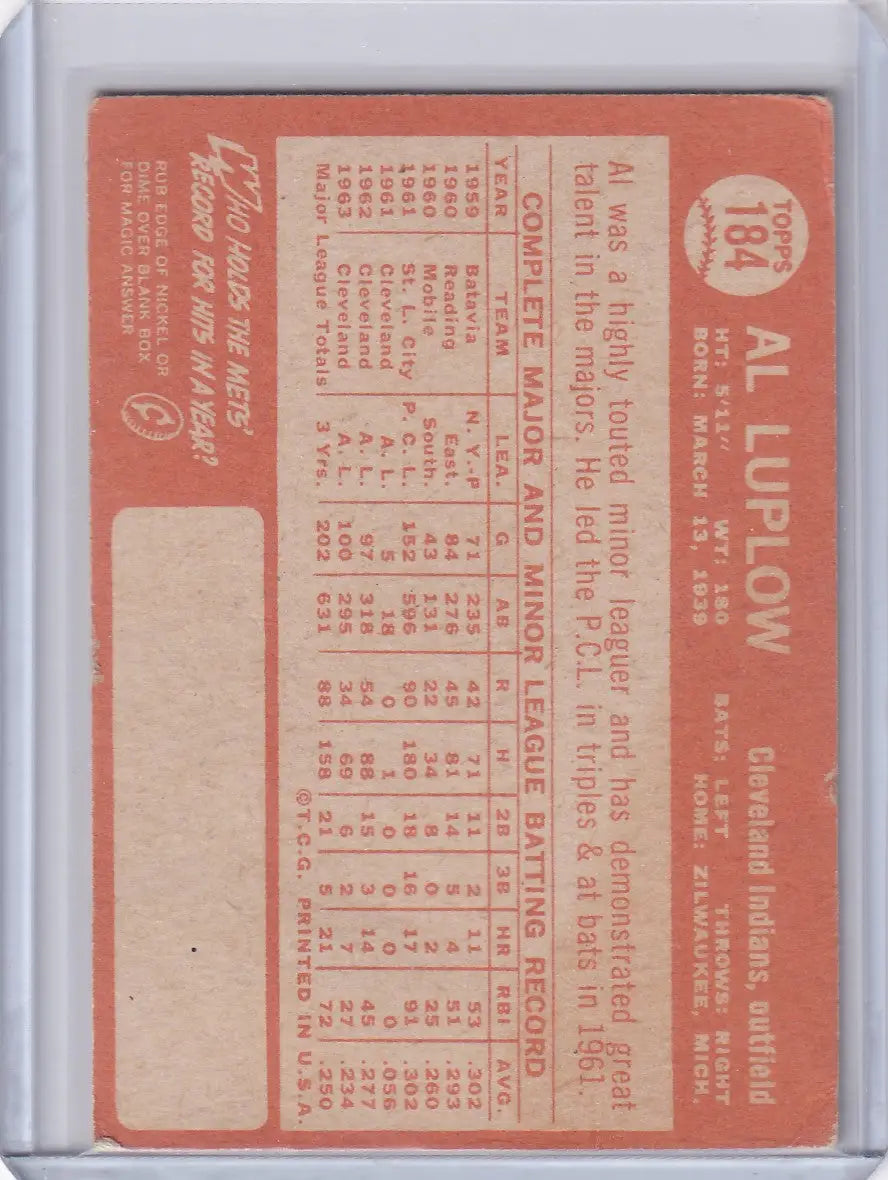 TOPPS
184
AL LUPLOW
Cleveland Indians, outfield
HT: 5'11" WT: 180 BATS: LEFT THROWS: RIGHT
BORN: MARCH 13, 1939 HOME: ZILWAUKEE, MICH.
Al was a highly touted minor leaguer and has demonstrated great
talent in the majors. He led the P.C.L. in triples & at bats in 1961.
COMPLETE MAJOR AND MINOR LEAGUE BATTING RECORD
YEAR TEAM LEA. G AB R H 2B 3B HR RBI AVG.
1959 Batavia N. Y.-P 71 235 42 71 11 2 11 53 .302
1960 Reading East. 84 276 45 81 14 5 4 51 .293
1960 Mobile South. 43 131 22 34 8 0 2 25 .260
1961 St. L. City P. C. L. 152 596 90 180 18 16 17 91 .302
1961 Cleveland A. L. 5 18 0 1 0 0 0 0 .056
1962 Cleveland A. L. 97 318 54 88 15 3 14 45 .277
1963 Cleveland A. L. 100 295 34 69 6 2 7 27 .234
Major League Totals 3 Yrs. 202 631 88 158 21 5 21 72 .250
©T.C.G. PRINTED IN U.S.A.
WHO HOLDS THE METS'
RECORD FOR HITS IN A YEAR?
RUB EDGE OF NICKEL OR
DIME OVER BLANK BOX
FOR MAGIC ANSWER